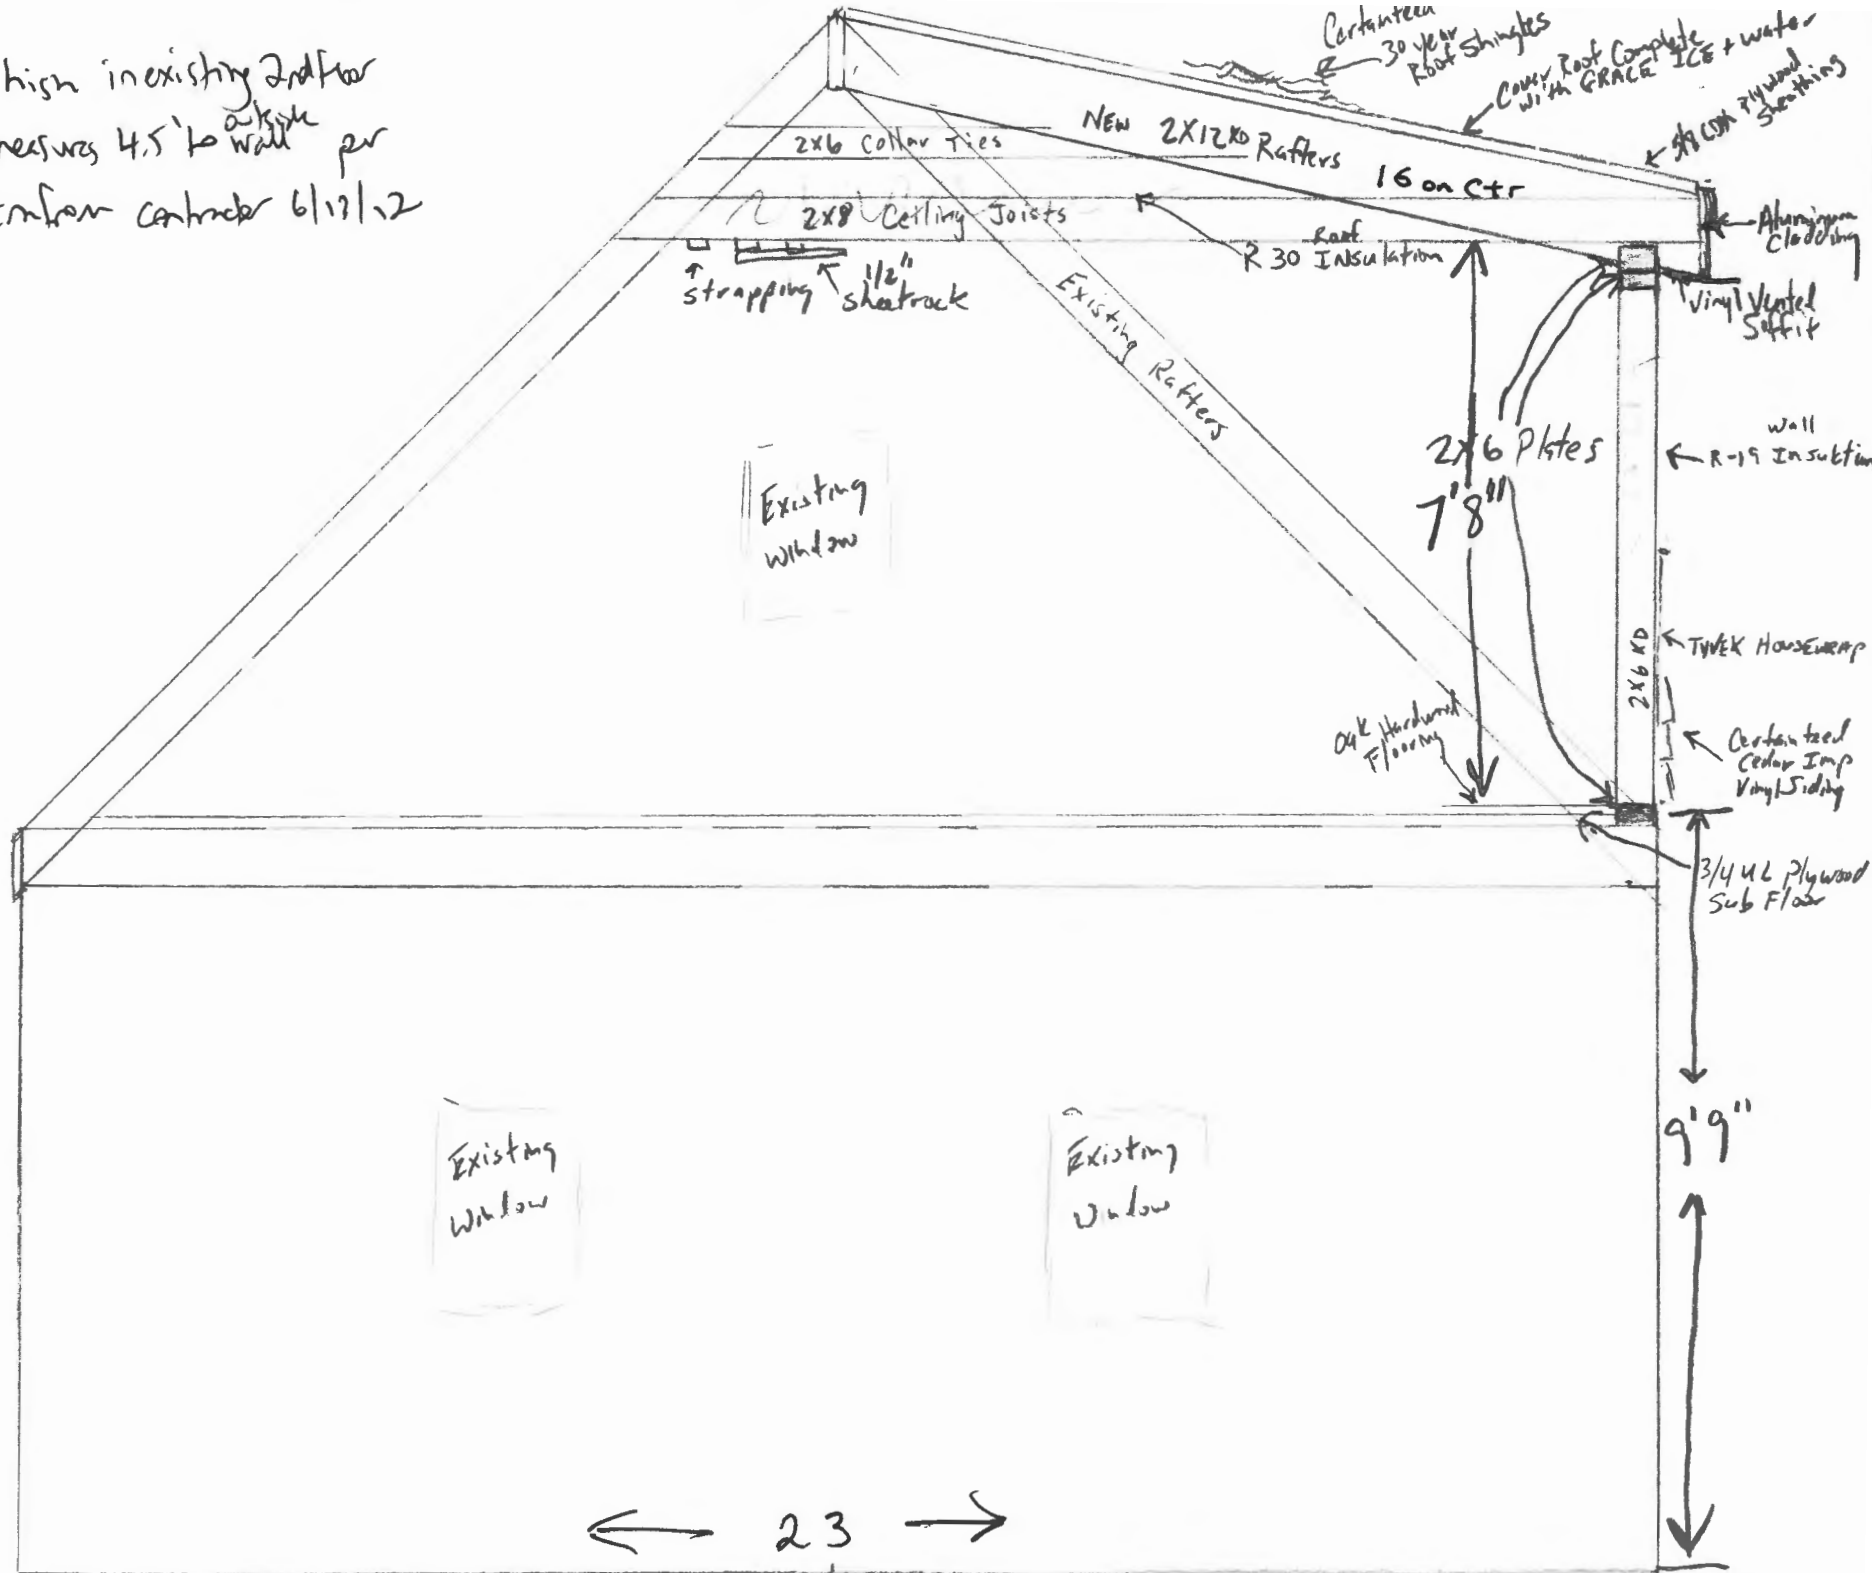 high in existing 2nd floor
measures 4.5' to outside wall per
contractor 6/13/12
Certainteed
30 year
Roof Shingles
Cover Roof Complete
with GRACE ICE + water
5/8 CDX Plywood
Sheathing
NEW 2X12 KD Rafters
16 on Ctr
2x6 Collar Ties
2x8 Ceiling Joists
Aluminum
Cladding
Roof
R 30 INSulation
strapping
1/2"
sheetrock
Vinyl Vented
Soffit
Existing Rafters
2X6 Plates
7'8"
wall
R-19 Insulation
Existing
window
2X6 KD
TYVEK HOUSEWRAP
Oak Hardwood
Flooring
Certainteed
Cedar Imp
Vinyl Siding
3/4 Plywood
Sub Floor
9'9"
Existing
Window
Existing
Window
23